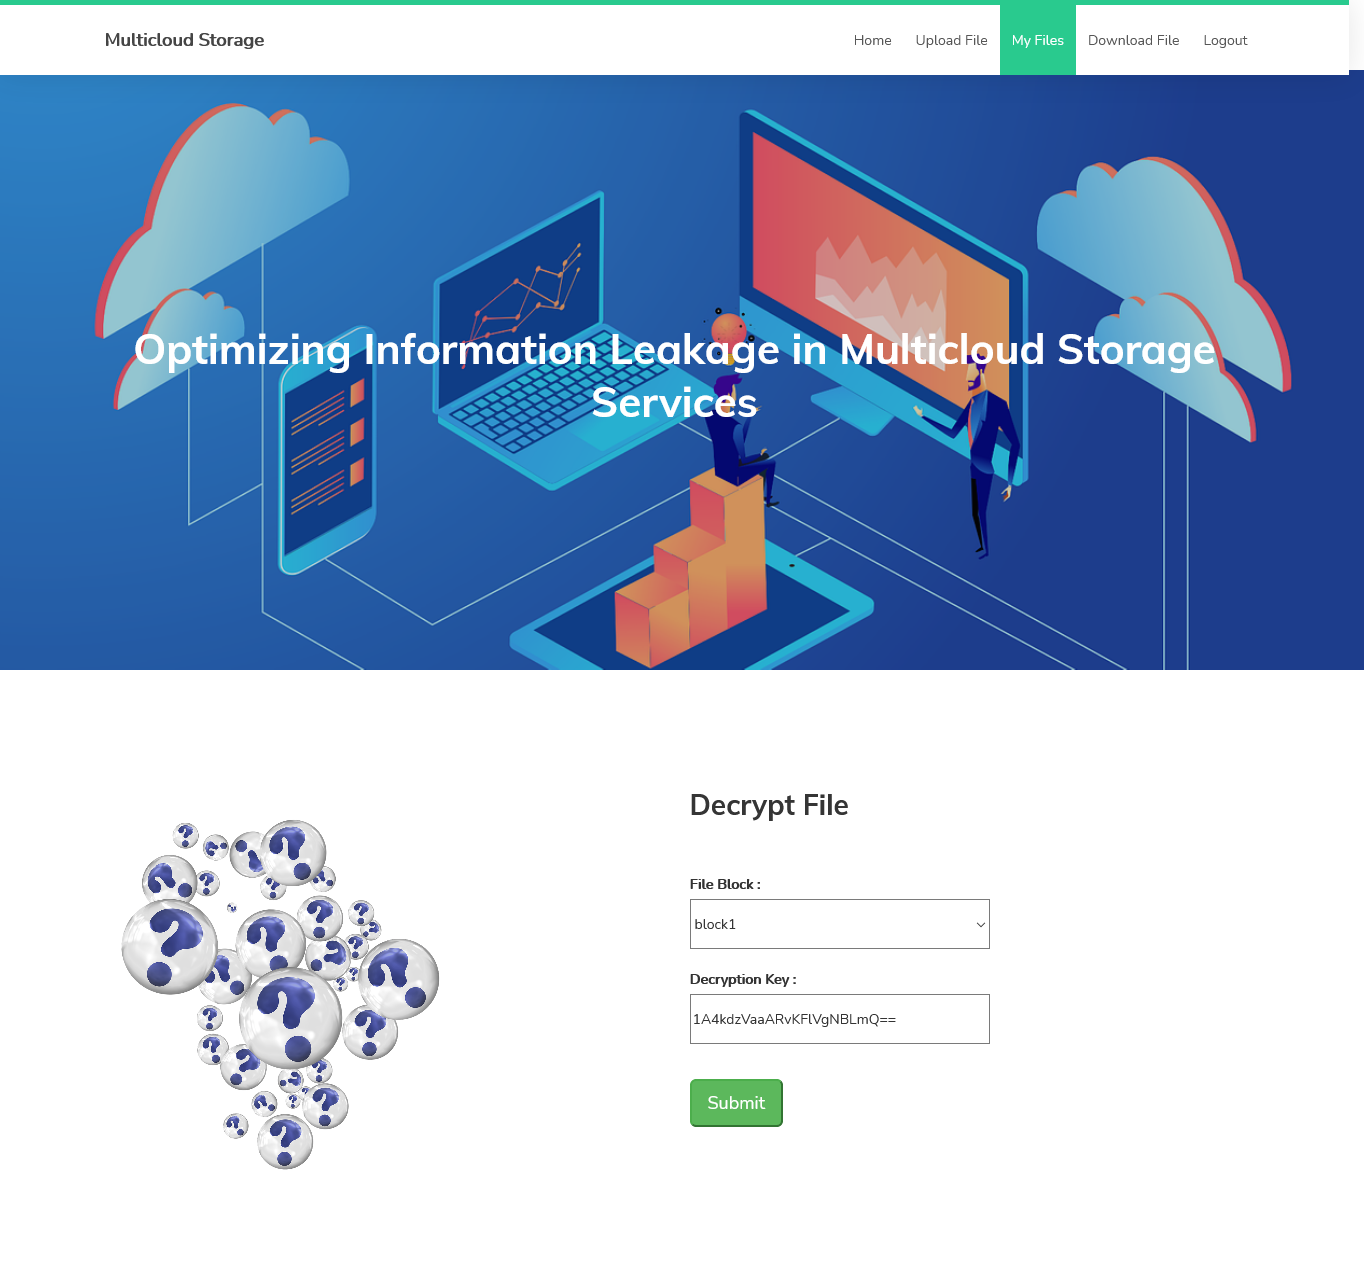 Multicloud Storage
Home Upload File My Files Download File Logout
Optimizing Information Leakage in Multicloud Storage
Services
Decrypt File
File Block :
block1
Decryption Key :
1A4kdzVaaARvKFlVgNBLmQ==
Submit